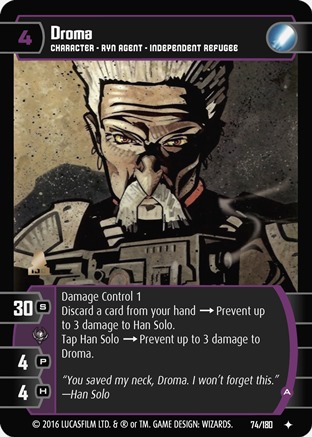 4
Droma
CHARACTER • RYN AGENT • INDEPENDENT REFUGEE
30 S
4 P
4 H
Damage Control 1
Discard a card from your hand → Prevent up
to 3 damage to Han Solo.
Tap Han Solo → Prevent up to 3 damage to
Droma.
“You saved my neck, Droma. I won’t forget this.”
—Han Solo
A
© 2016 LUCASFILM LTD. & ® OR TM. GAME DESIGN: WIZARDS.
74/180